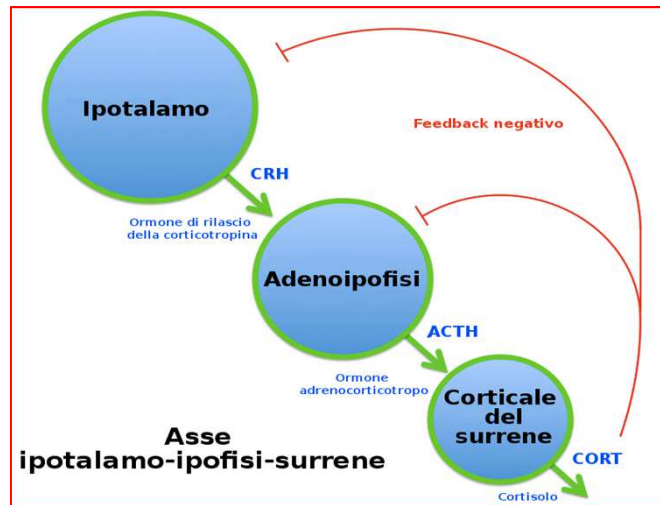 Ipotalamo
Feedback negativo
CRH
Ormone di rilascio
della corticotropina
Adenoipofisi
ACTH
Ormone
adrenocorticotropo
Corticale
del
surrene
Asse
ipotalamo-ipofisi-surrene
CORT
Cortisolo